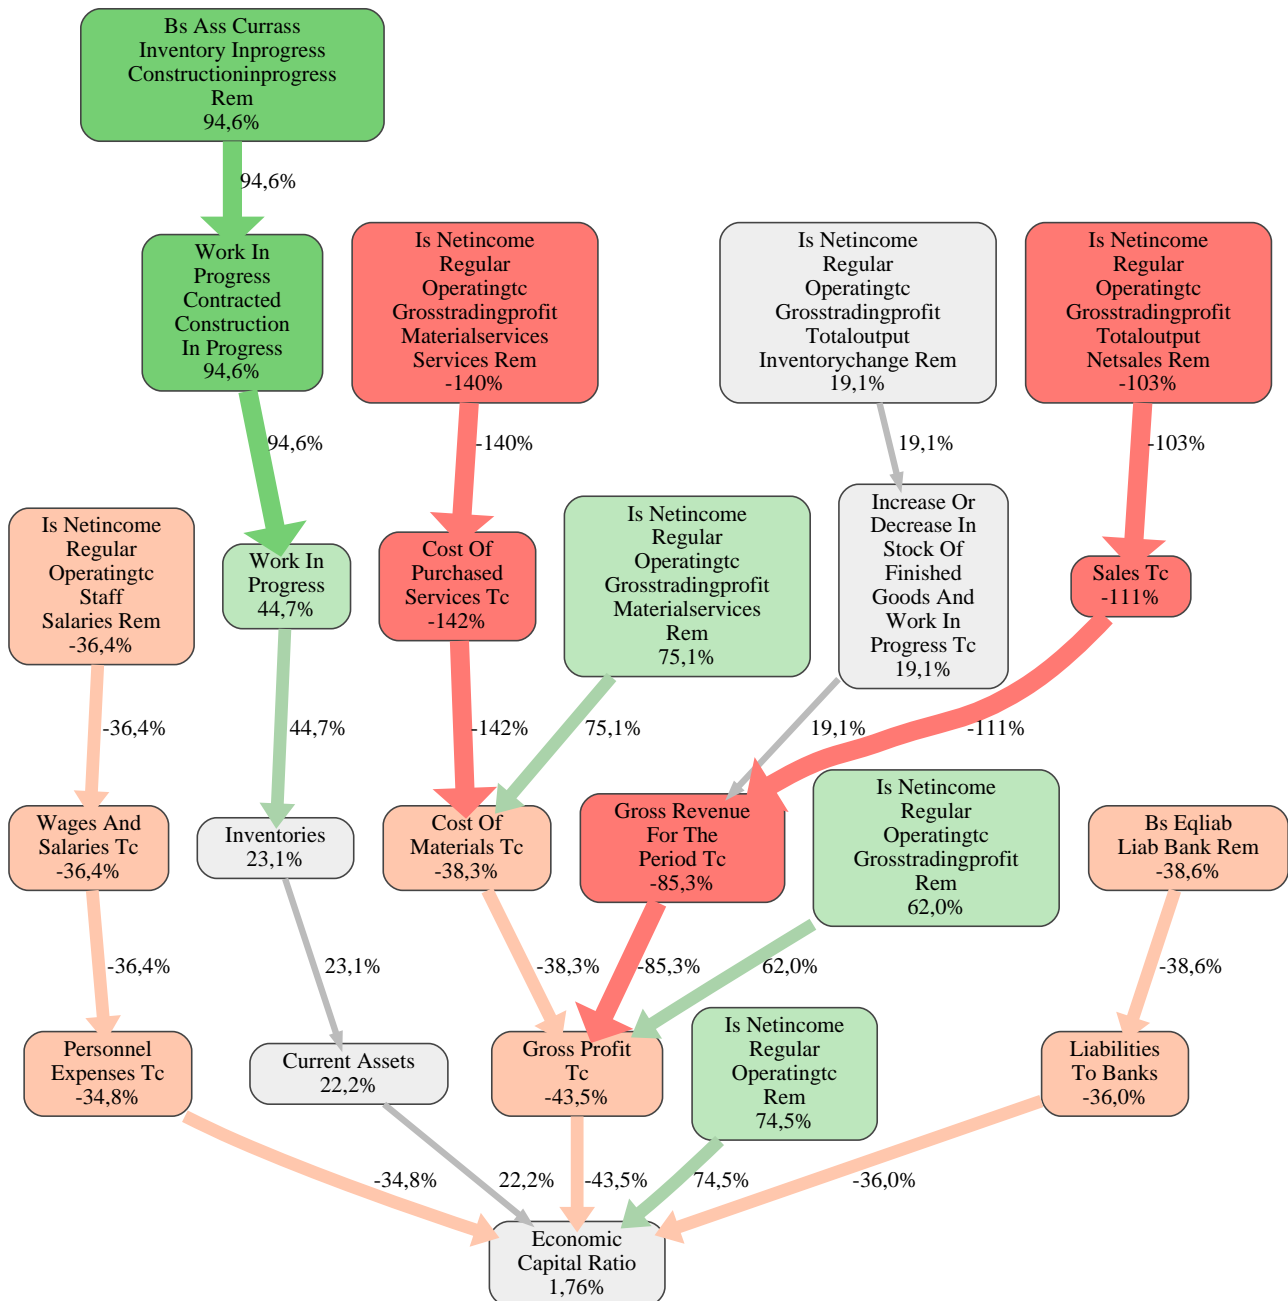 Bs Ass Currass
Inventory Inprogress
Constructioninprogress
Rem
94,6%
94,6%
Work In
Progress
Contracted
Construction
In Progress
94,6%
Is Netincome
Regular
Operatingtc
Grosstradingprofit
Materialservices
Services Rem
-140%
Is Netincome
Regular
Operatingtc
Grosstradingprofit
Totaloutput
Inventorychange Rem
19,1%
Is Netincome
Regular
Operatingtc
Grosstradingprofit
Totaloutput
Netsales Rem
-103%
94,6%
-140%
19,1%
-103%
Is Netincome
Regular
Operatingtc
Staff
Salaries Rem
-36,4%
Work In
Progress
44,7%
Cost Of
Purchased
Services Tc
-142%
Is Netincome
Regular
Operatingtc
Grosstradingprofit
Materialservices
Rem
75,1%
Increase Or
Decrease In
Stock Of
Finished
Goods And
Work In
Progress Tc
19,1%
Sales Tc
-111%
-36,4%
44,7%
-142%
75,1%
19,1%
-111%
Wages And
Salaries Tc
-36,4%
Inventories
23,1%
Cost Of
Materials Tc
-38,3%
Gross Revenue
For The
Period Tc
-85,3%
Is Netincome
Regular
Operatingtc
Grosstradingprofit
Rem
62,0%
Bs Eqliab
Liab Bank Rem
-38,6%
-36,4%
23,1%
-38,3%
-85,3%
62,0%
-38,6%
Personnel
Expenses Tc
-34,8%
Current Assets
22,2%
Gross Profit
Tc
-43,5%
Is Netincome
Regular
Operatingtc
Rem
74,5%
Liabilities
To Banks
-36,0%
-34,8%
22,2%
-43,5%
74,5%
-36,0%
Economic
Capital Ratio
1,76%